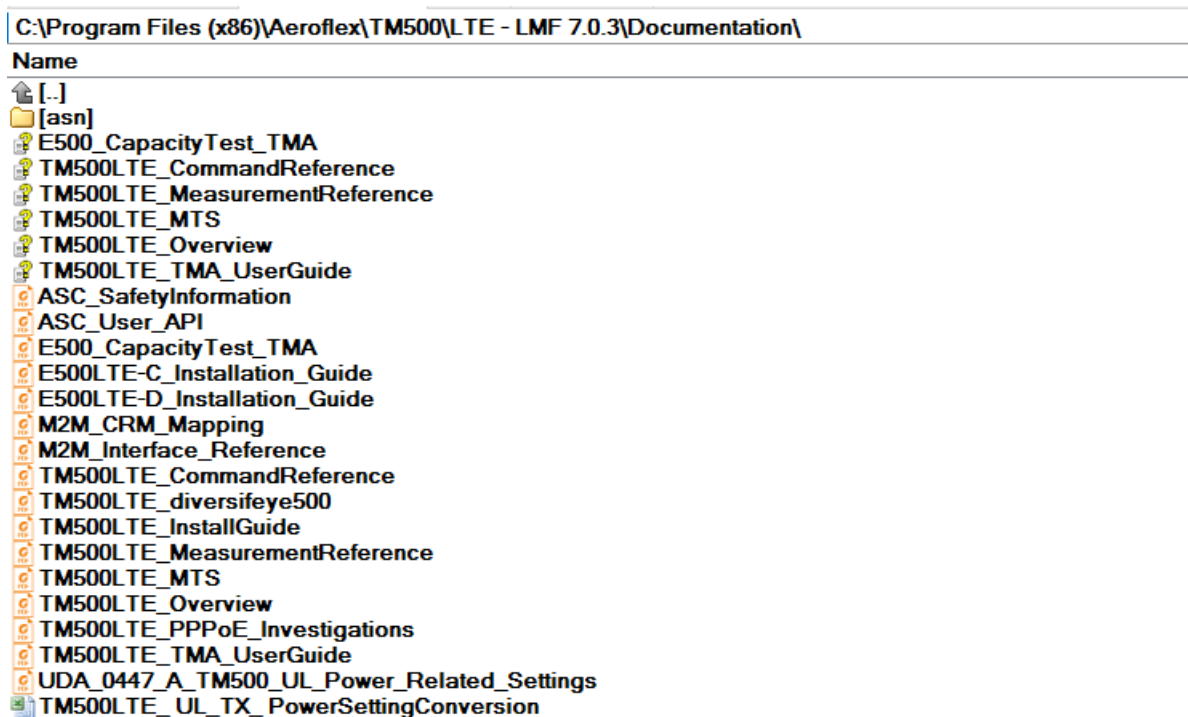 C:\Program Files (x86)\Aeroflex\TM500\LTE - LMF 7.0.3\Documentation\
Name
[..]
[asn]
E500_CapacityTest_TMA
TM500LTE_CommandReference
TM500LTE_MeasurementReference
TM500LTE_MTS
TM500LTE_Overview
TM500LTE_TMA_UserGuide
ASC_SafetyInformation
ASC_User_API
E500_CapacityTest_TMA
E500LTE-C_Installation_Guide
E500LTE-D_Installation_Guide
M2M_CRM_Mapping
M2M_Interface_Reference
TM500LTE_CommandReference
TM500LTE_diversifeye500
TM500LTE_InstallGuide
TM500LTE_MeasurementReference
TM500LTE_MTS
TM500LTE_Overview
TM500LTE_PPPoE_Investigations
TM500LTE_TMA_UserGuide
UDA_0447_A_TM500_UL_Power_Related_Settings
TM500LTE_ UL_TX_ PowerSettingConversion